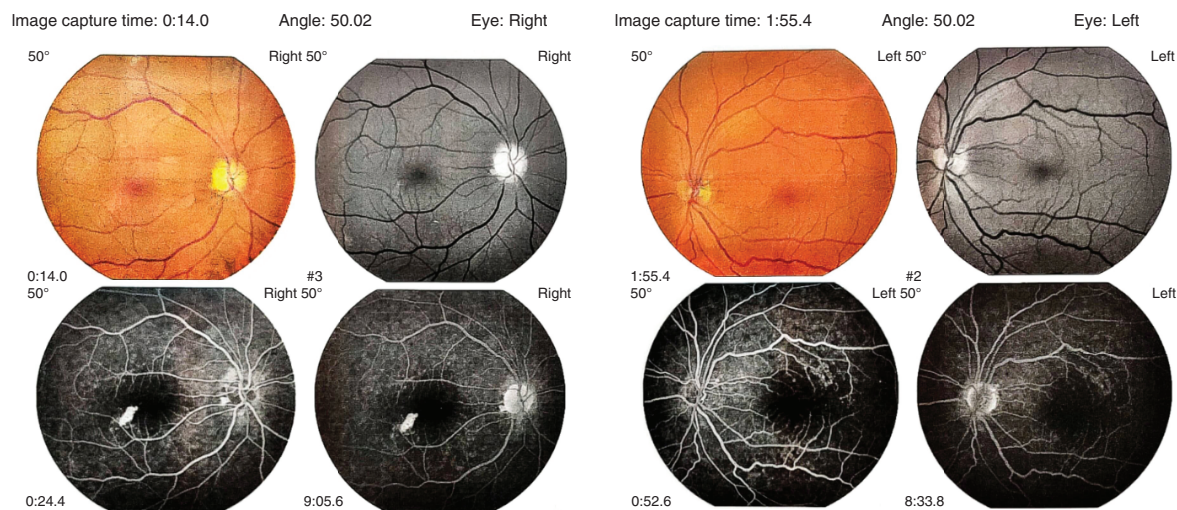 Image capture time: 0:14.0 Angle: 50.02 Eye: Right
Image capture time: 1:55.4 Angle: 50.02 Eye: Left
50° Right 50° Right
50° Left 50° Left
0:14.0 #3
1:55.4 #2
50° Right 50° Right
50° Left 50° Left
0:24.4 9:05.6
0:52.6 8:33.8